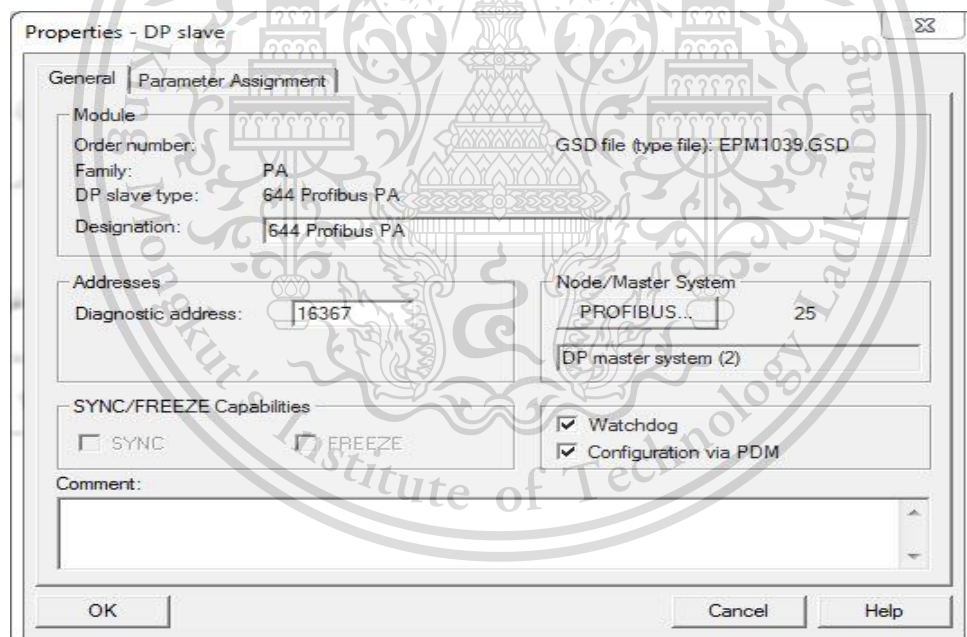 Properties - DP slave
General Parameter Assignment
Module
Order number:
GSD file (type file): EPM1039.GSD
Family: PA
DP slave type: 644 Profibus PA
Designation: 644 Profibus PA
Addresses
Diagnostic address: 16367
Node/Master System
PROFIBUS... 25
DP master system (2)
SYNC/FREEZE Capabilities
SYNC FREEZE
Watchdog
Configuration via PDM
Comment:
OK Cancel Help
King Mongkut's Institute of Technology Ladkrabang